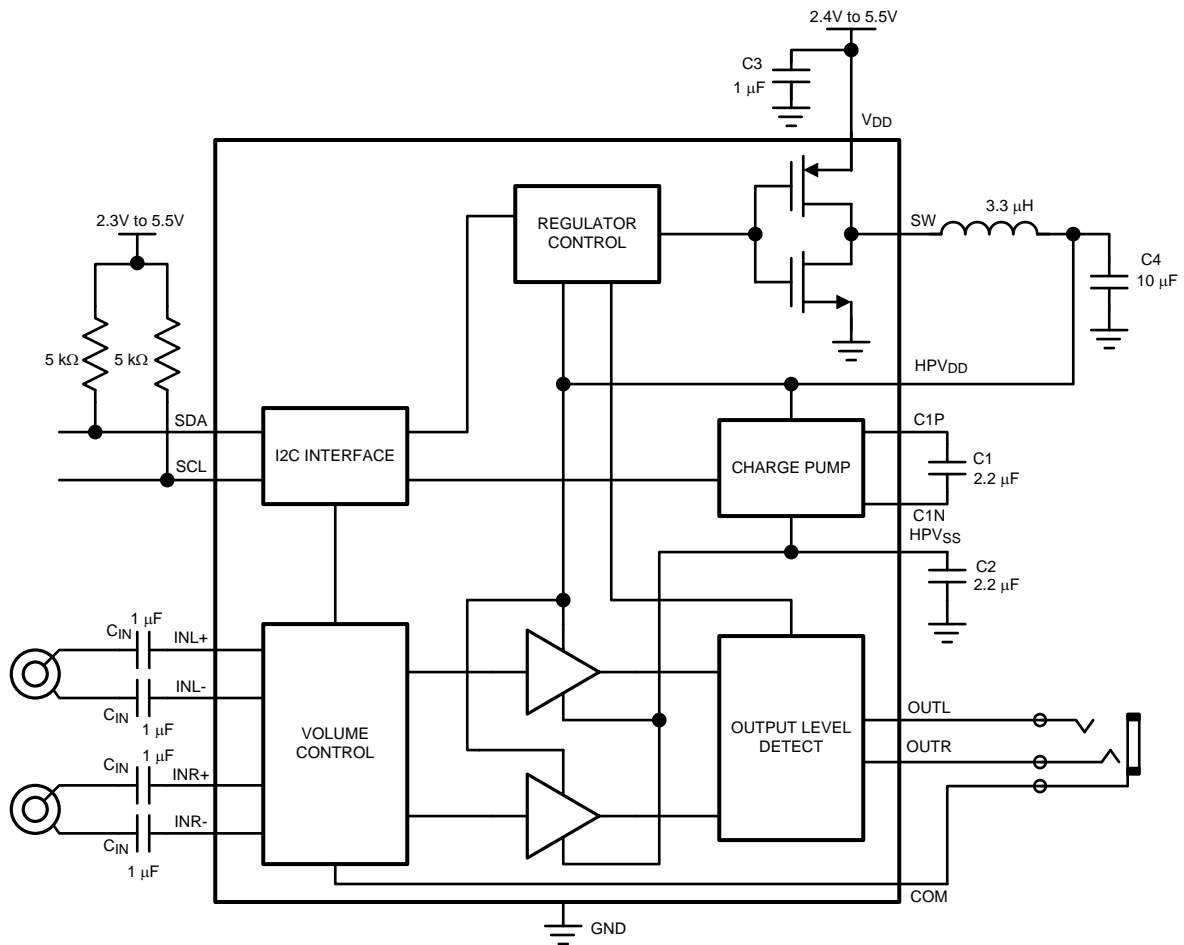 2.4V to 5.5V
C3
1 μF
VDD
2.3V to 5.5V
REGULATOR
CONTROL
SW
3.3 μH
C4
10 μF
5 kΩ
5 kΩ
HPVDD
SDA
I2C INTERFACE
SCL
C1P
CHARGE PUMP
C1
2.2 μF
C1N
HPVSS
C2
2.2 μF
1 μF
CIN
INL+
INL-
CIN
1 μF
VOLUME
CONTROL
OUTPUT LEVEL
DETECT
OUTL
OUTR
1 μF
CIN
INR+
INR-
CIN
1 μF
COM
GND